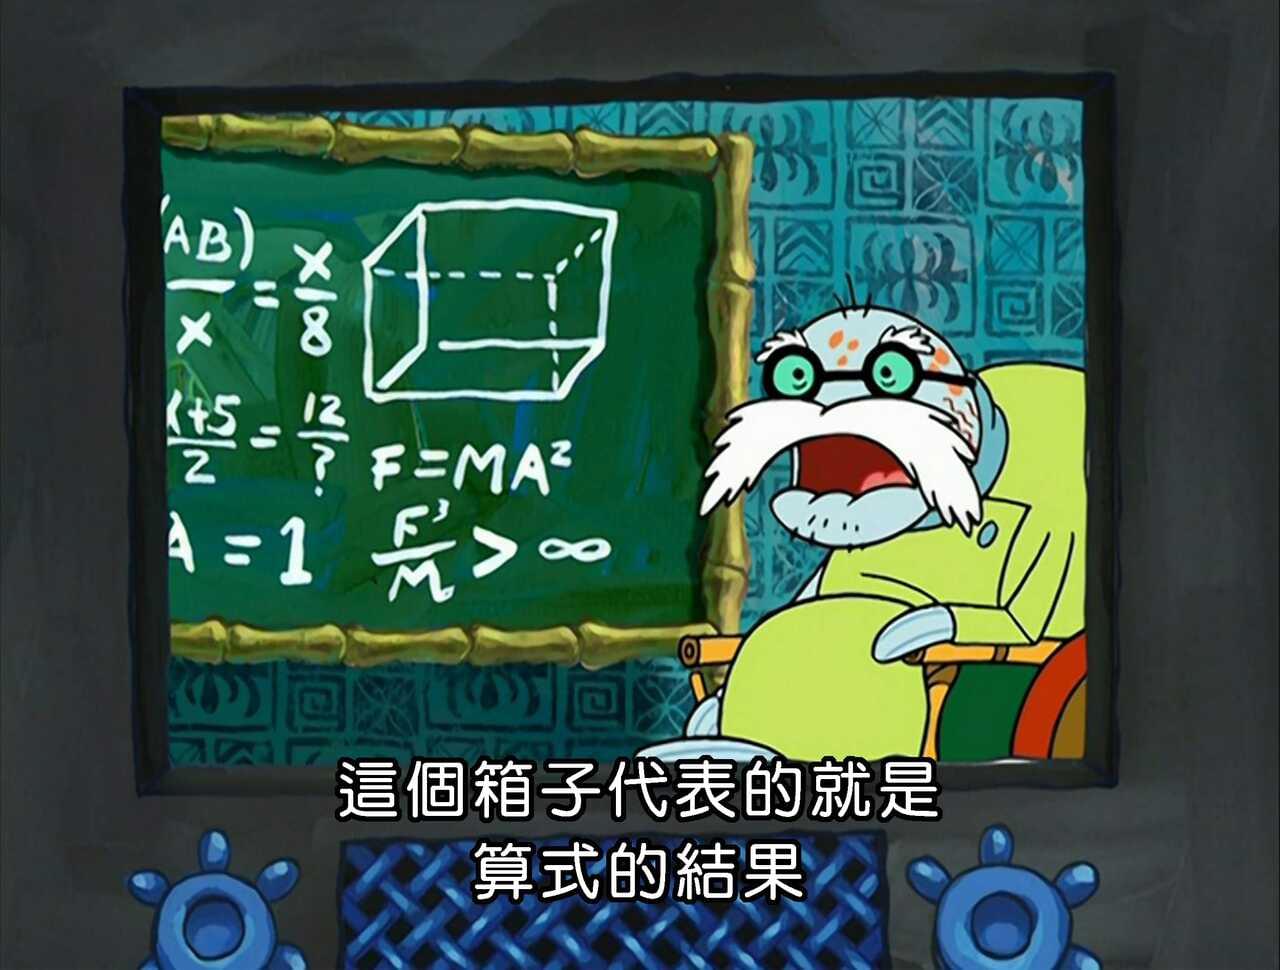 (AB)/x = x/8
x+5/2 = 12/?
A = 1
F=MA²
F³/M > ∞
這個箱子代表的就是
算式的結果